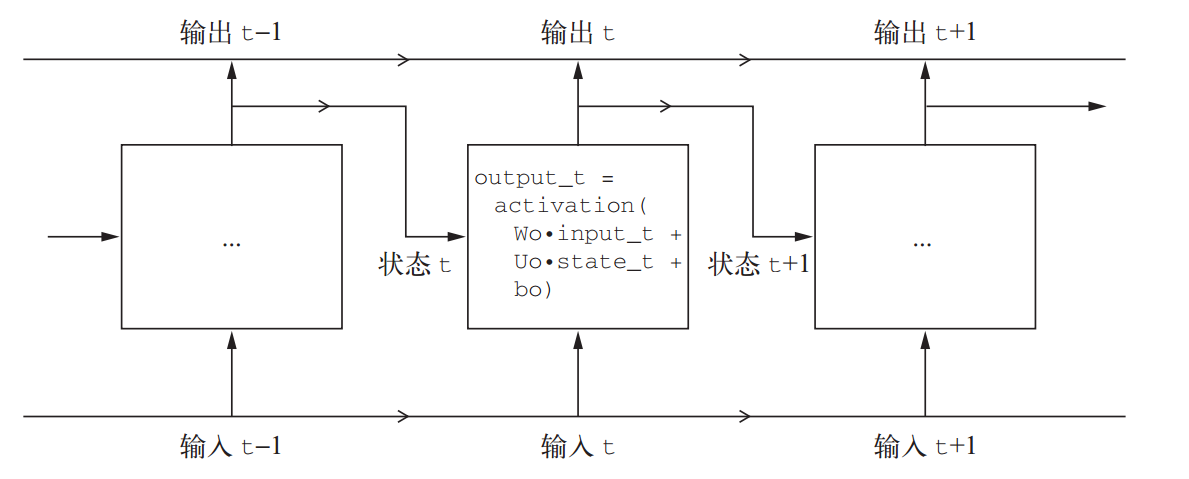 输出 t−1
输出 t
输出 t+1
...
output_t =
activation(
Wo•input_t +
Uo•state_t +
bo)
...
状态 t
状态 t+1
输入 t−1
输入 t
输入 t+1